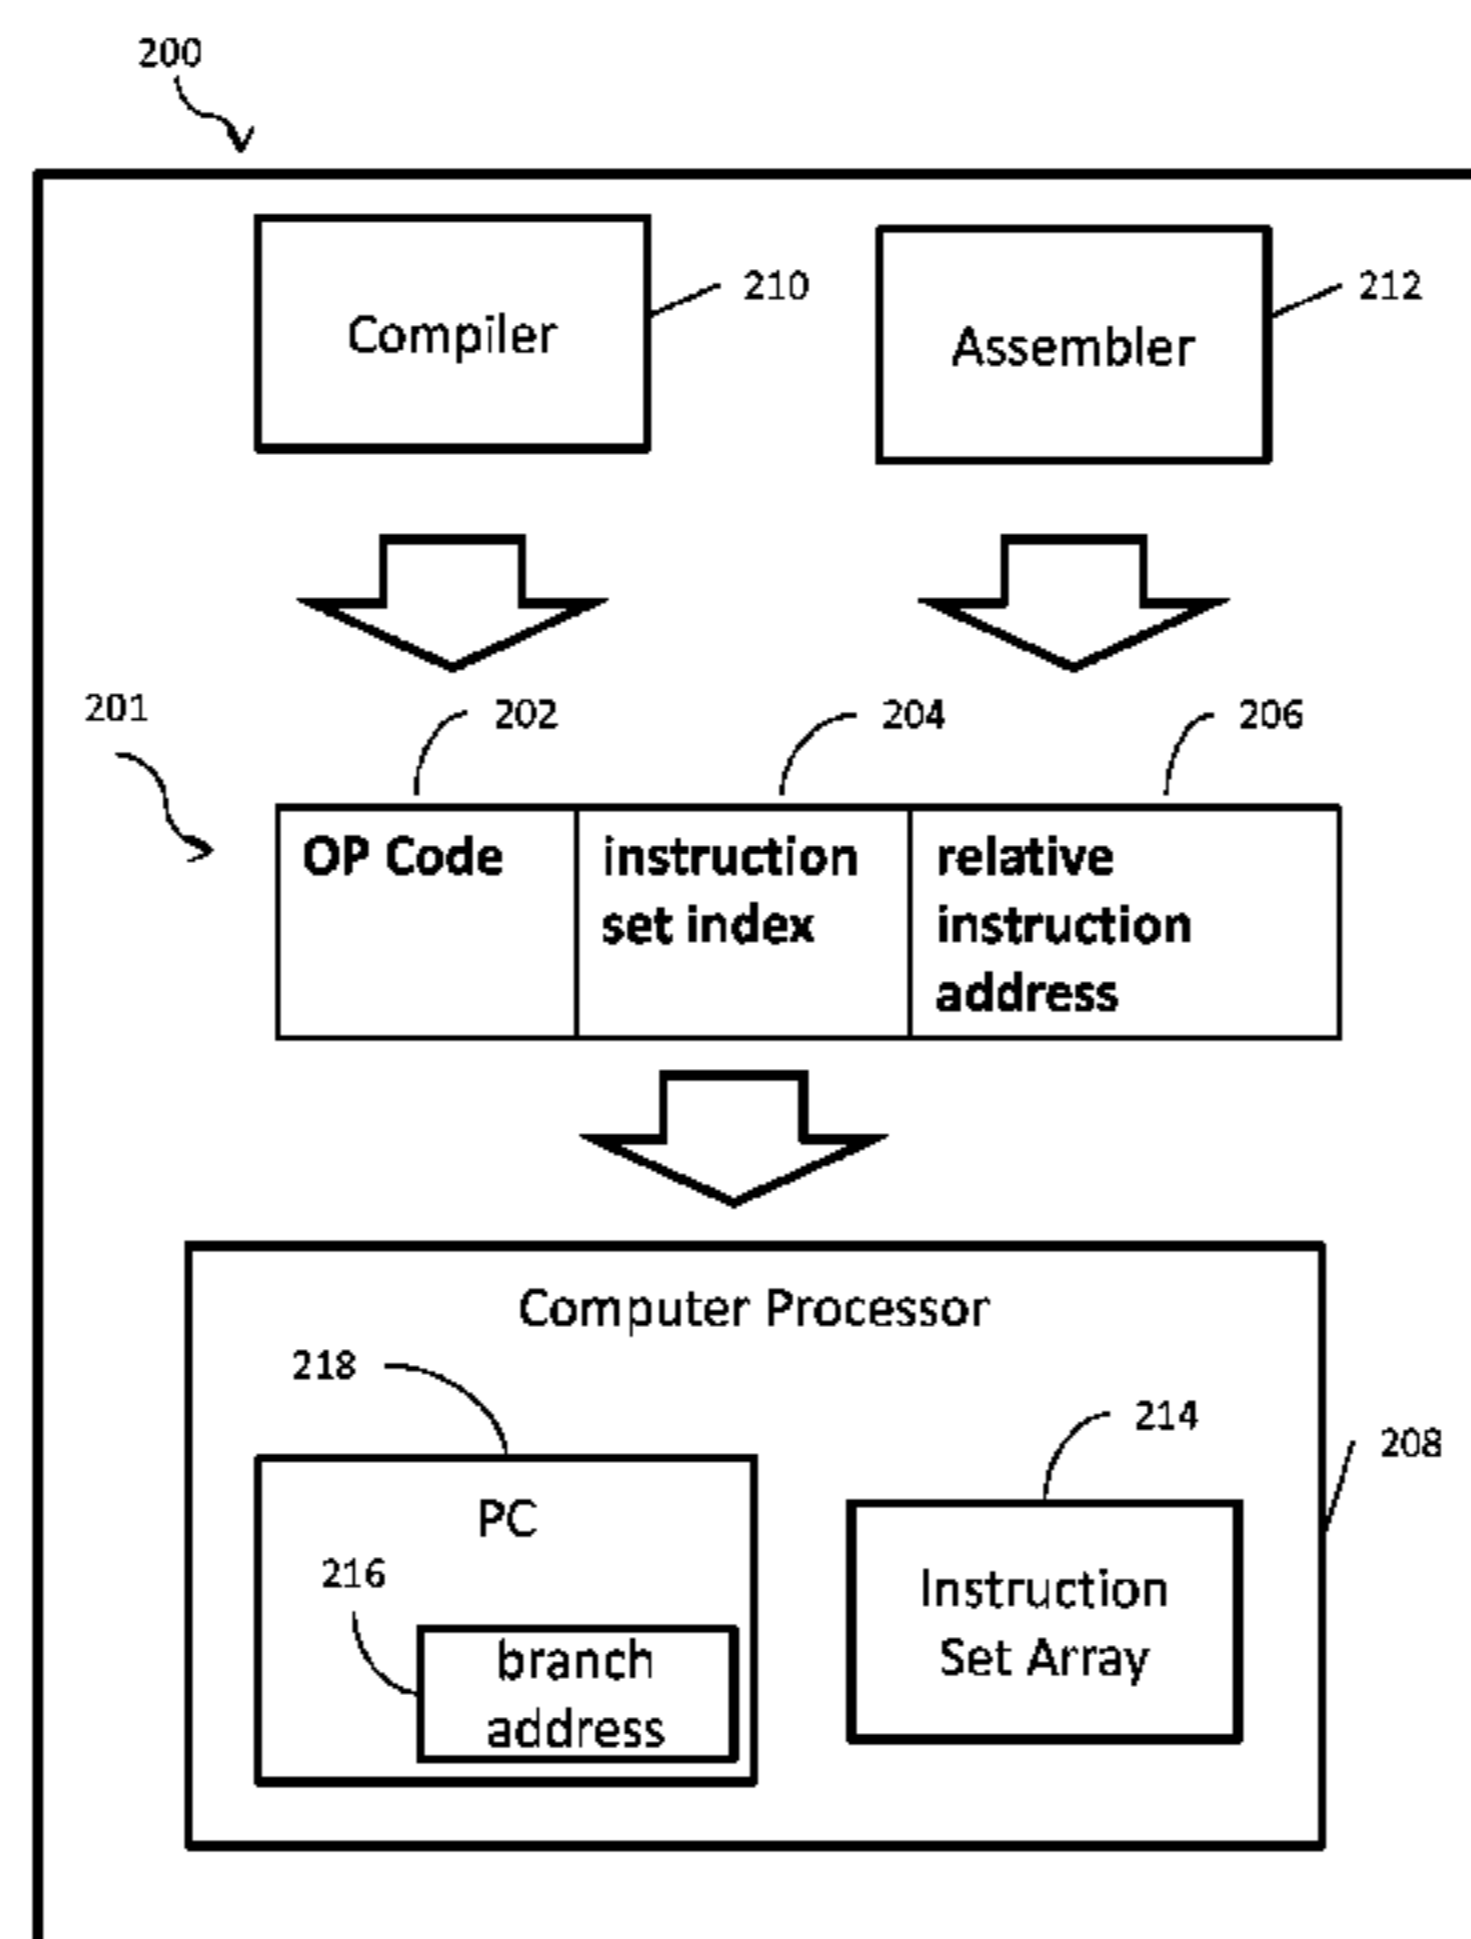 200
Compiler
210
Assembler
212
201
202
204
206
OP Code
instruction
set index
relative
instruction
address
Computer Processor
218
214
208
PC
216
branch
address
Instruction
Set Array